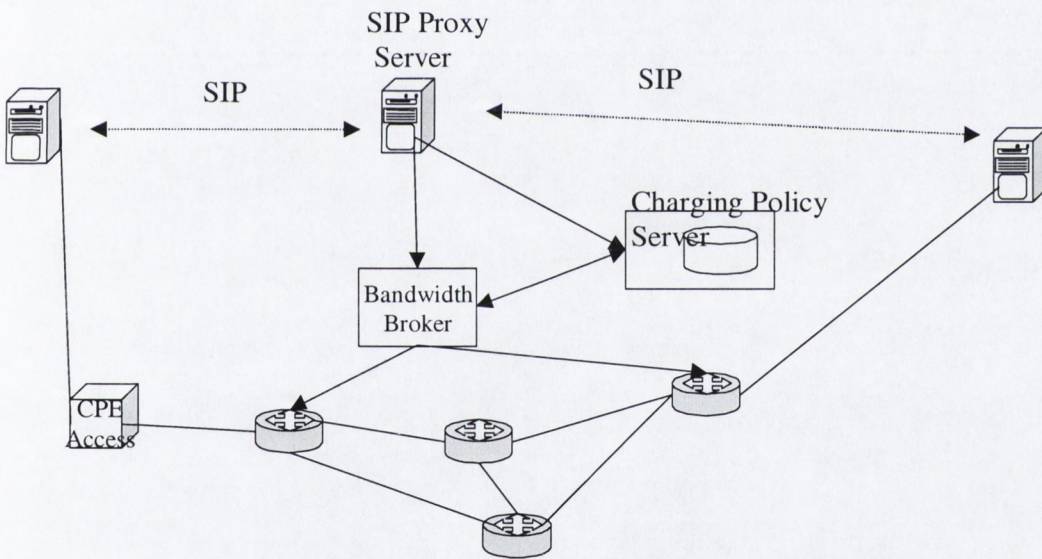 SIP Proxy
Server
SIP
SIP
Charging Policy
Server
Bandwidth
Broker
CPE
Access